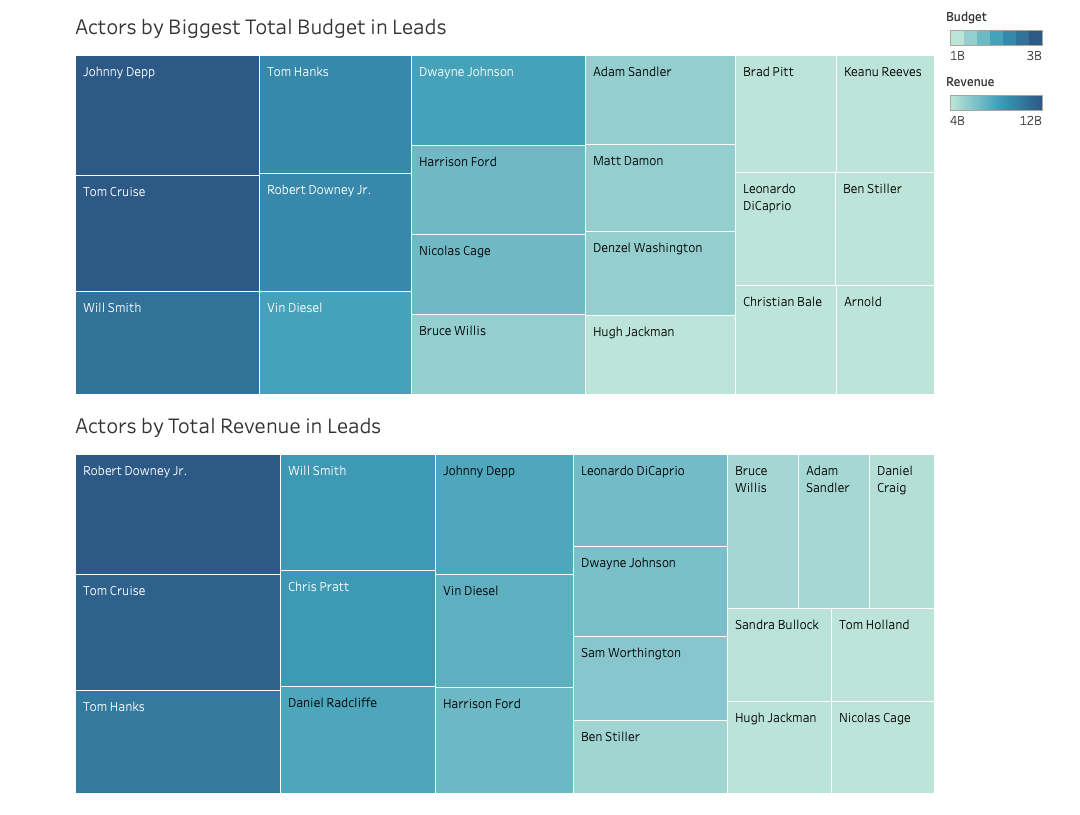 Actors by Biggest Total Budget in Leads
Budget
1B 3B
Revenue
4B 12B
Johnny Depp
Tom Cruise
Will Smith
Tom Hanks
Robert Downey Jr.
Vin Diesel
Dwayne Johnson
Harrison Ford
Nicolas Cage
Bruce Willis
Adam Sandler
Matt Damon
Denzel Washington
Hugh Jackman
Brad Pitt
Keanu Reeves
Leonardo
DiCaprio
Ben Stiller
Christian Bale
Arnold
Actors by Total Revenue in Leads
Robert Downey Jr.
Tom Cruise
Tom Hanks
Will Smith
Chris Pratt
Daniel Radcliffe
Johnny Depp
Vin Diesel
Harrison Ford
Leonardo DiCaprio
Dwayne Johnson
Sam Worthington
Ben Stiller
Bruce
Willis
Adam
Sandler
Daniel
Craig
Sandra Bullock
Tom Holland
Hugh Jackman
Nicolas Cage